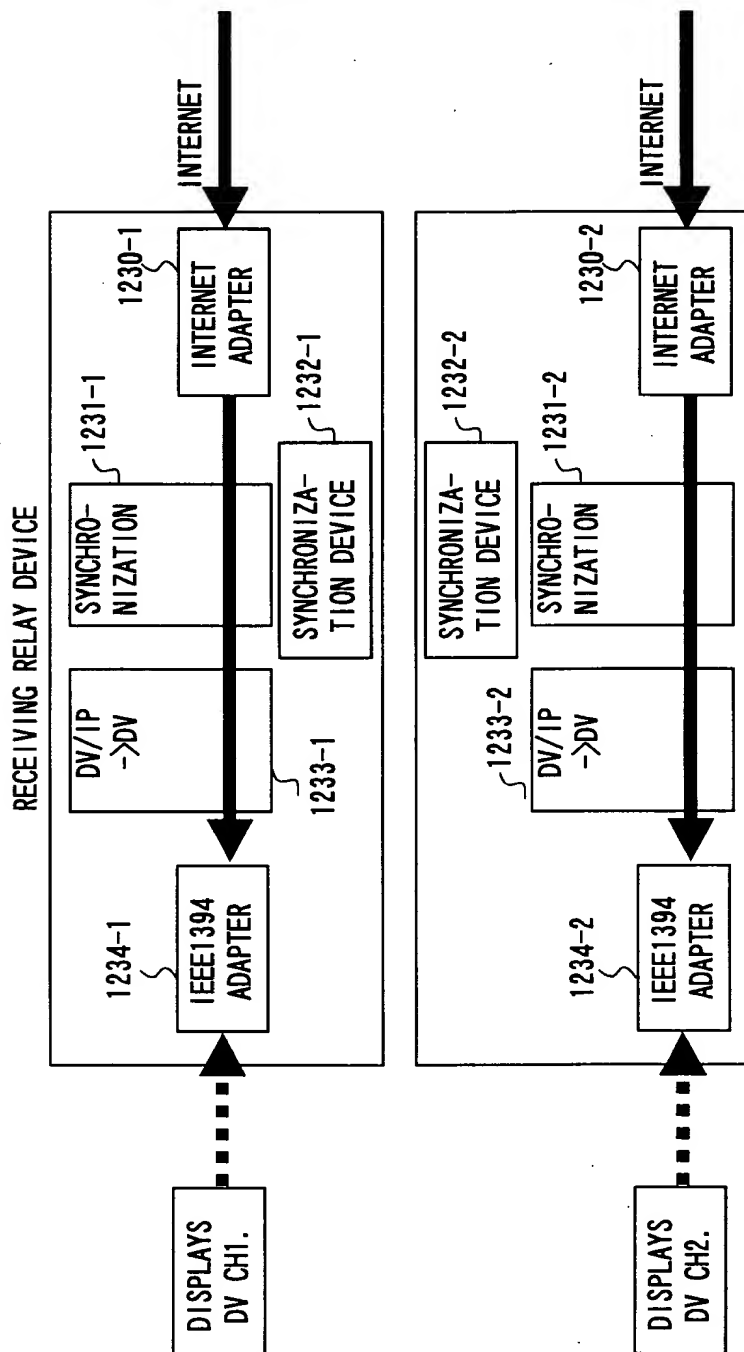 RECEIVING RELAY DEVICE
DISPLAYS
DV CH1.
1234-1
IEEE1394
ADAPTER
DV/IP
->DV
1233-1
SYNCHRO-
NIZATION
1231-1
SYNCHRONIZA-
TION DEVICE
1232-1
1230-1
INTERNET
ADAPTER
INTERNET
DISPLAYS
DV CH2.
1234-2
IEEE1394
ADAPTER
1233-2
DV/IP
->DV
SYNCHRONIZA-
TION DEVICE
1232-2
SYNCHRO-
NIZATION
1231-2
1230-2
INTERNET
ADAPTER
INTERNET